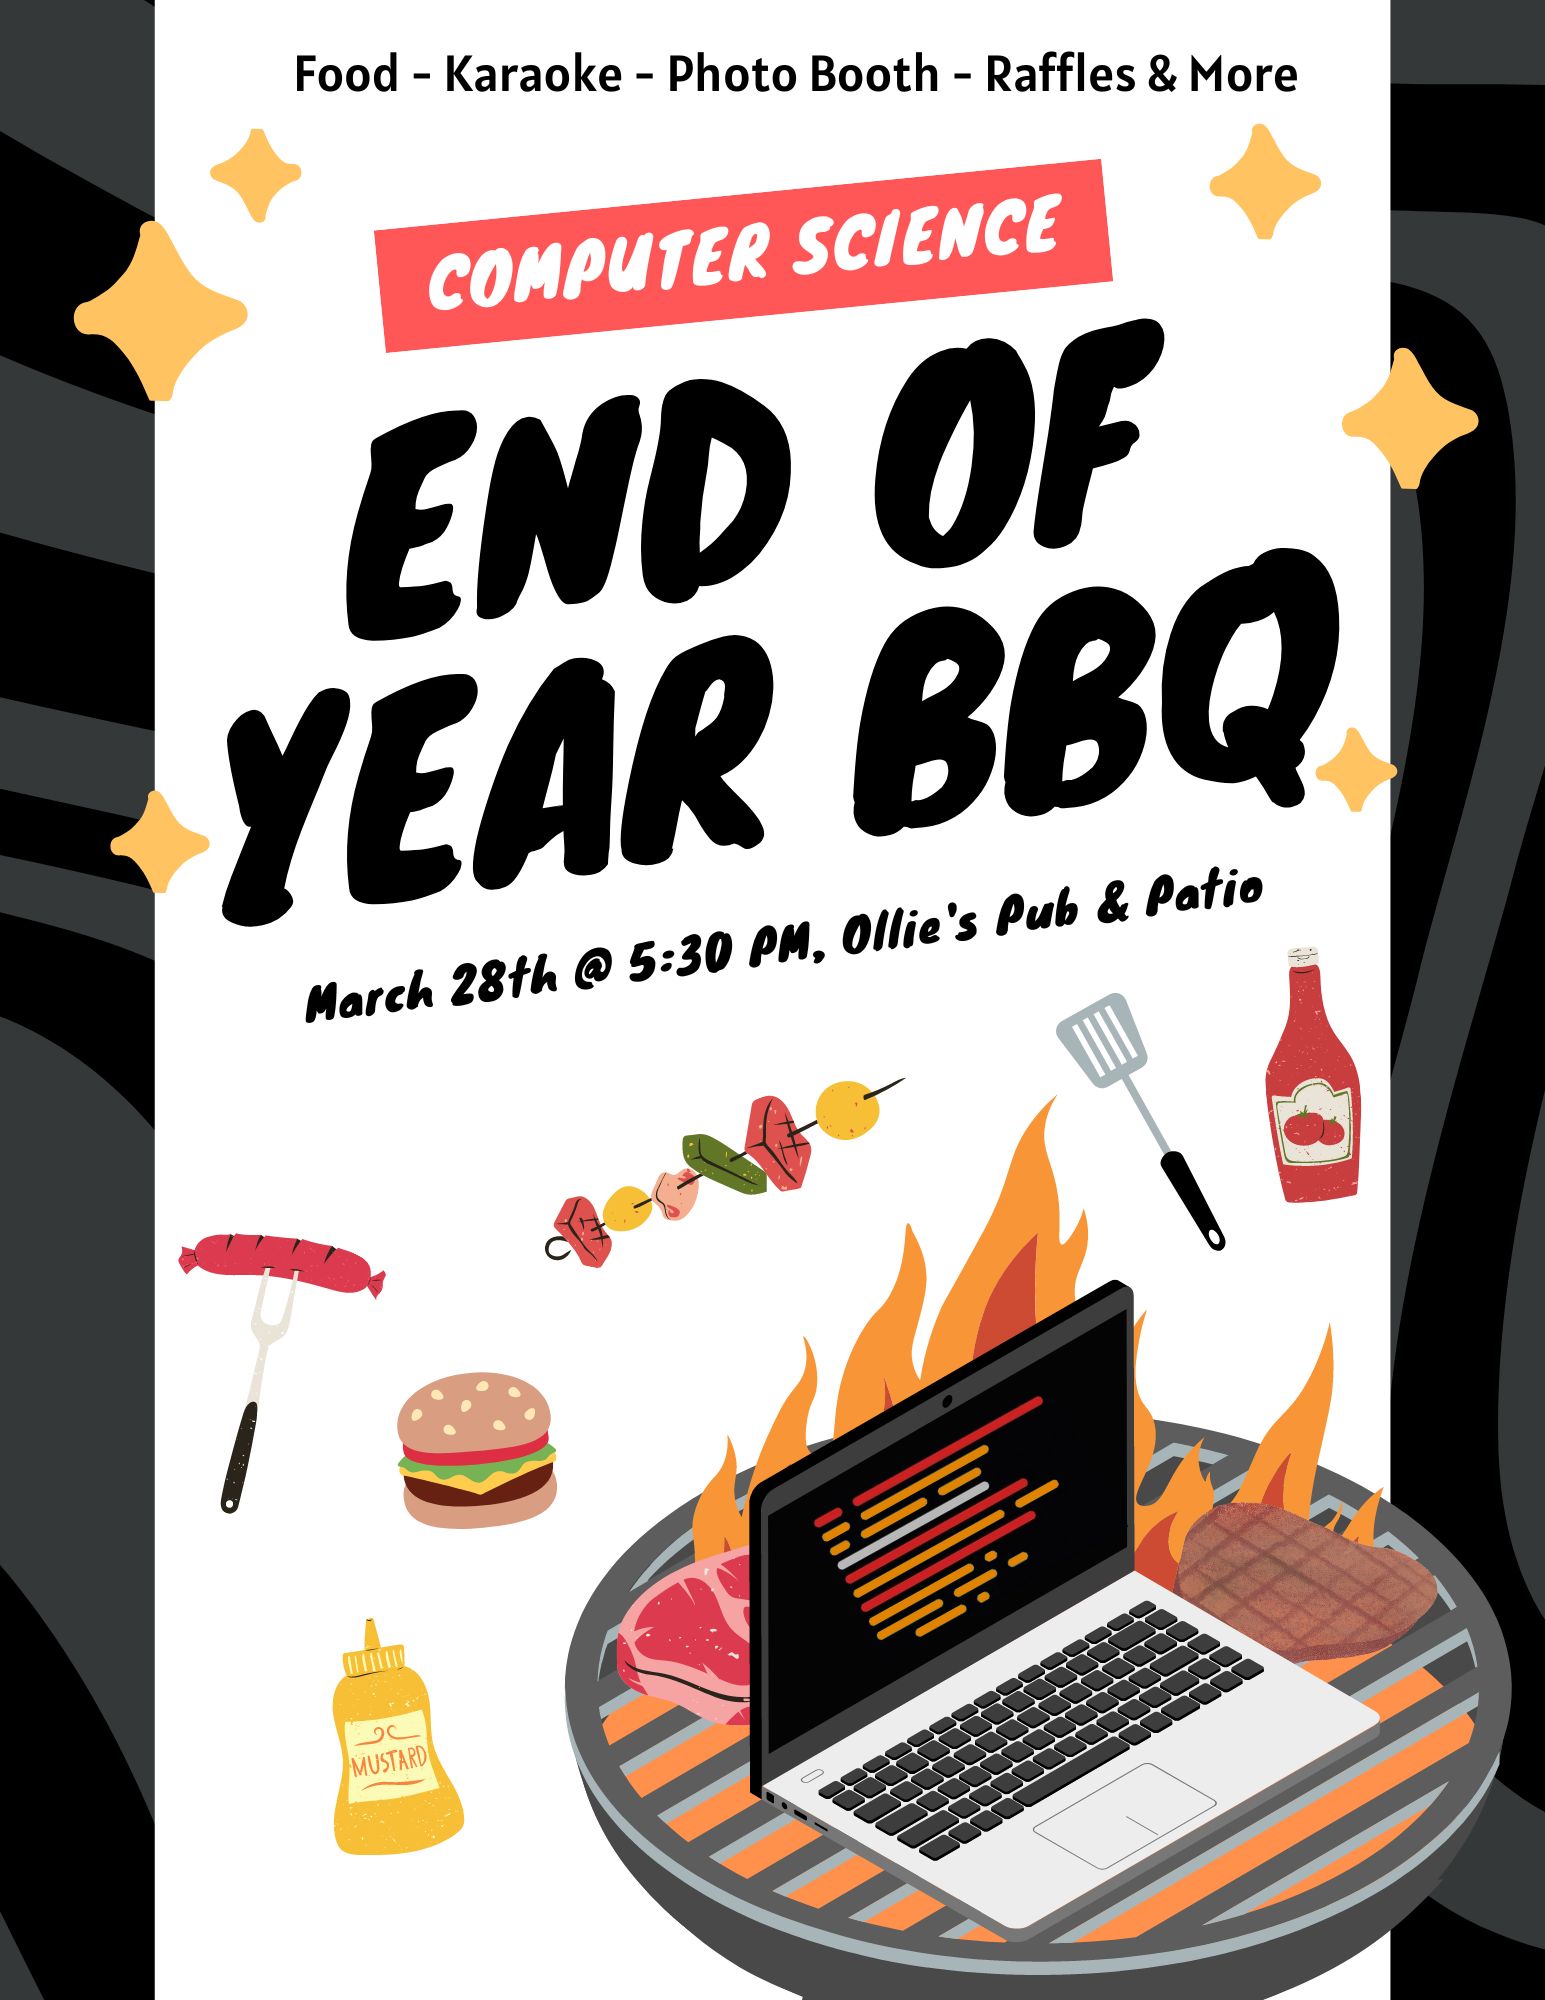 Food - Karaoke - Photo Booth - Raffles & More
COMPUTER SCIENCE
END OF
YEAR BBQ
March 28th @ 5:30 PM, Ollie's Pub & Patio
MUSTARD